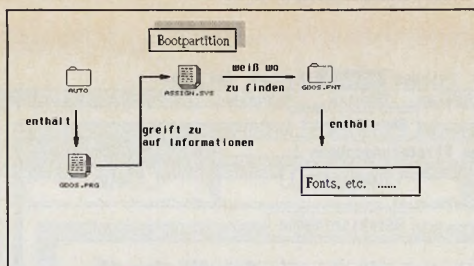 Bootpartition
AUTO
ASSIGN.SYS
weiß wo
zu finden
GDOS.FNT
enthält
greift zu
auf Informationen
enthält
GDOS.PRG
Fonts, etc. ......